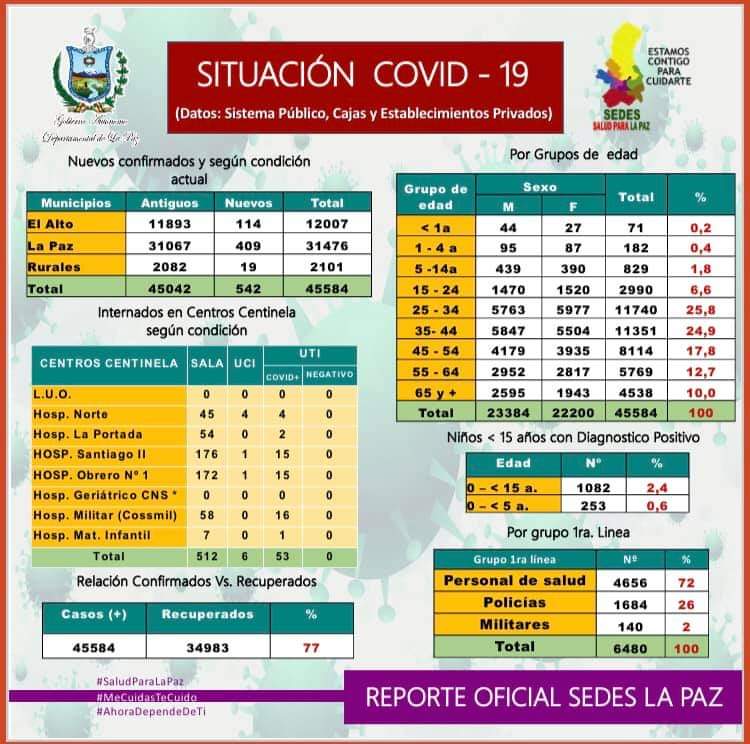 Gobierno Autónomo
Departamental de La Paz
SITUACIÓN COVID - 19
(Datos: Sistema Público, Cajas y Establecimientos Privados)
ESTAMOS
CONTIGO
PARA
CUIDARTE
SEDES
SALUD PARA LA PAZ
Nuevos confirmados y según condición
actual
Municipios Antiguos Nuevos Total
El Alto 11893 114 12007
La Paz 31067 409 31476
Rurales 2082 19 2101
Total 45042 542 45584
Internados en Centros Centinela
según condición
CENTROS CENTINELA SALA UCI UTI
COVID+ NEGATIVO
L.U.O. 0 0 0 0
Hosp. Norte 45 4 4 0
Hosp. La Portada 54 0 2 0
HOSP. Santiago II 176 1 15 0
HOSP. Obrero Nº 1 172 1 15 0
Hosp. Geriátrico CNS * 0 0 0 0
Hosp. Militar (Cossmil) 58 0 16 0
Hosp. Mat. Infantil 7 0 1 0
Total 512 6 53 0
Relación Confirmados Vs. Recuperados
Casos (+) Recuperados %
45584 34983 77
Por Grupos de edad
Grupo de edad Sexo Total %
M F
< 1a 44 27 71 0,2
1 - 4 a 95 87 182 0,4
5 -14a 439 390 829 1,8
15 - 24 1470 1520 2990 6,6
25 - 34 5763 5977 11740 25,8
35- 44 5847 5504 11351 24,9
45 - 54 4179 3935 8114 17,8
55 - 64 2952 2817 5769 12,7
65 y + 2595 1943 4538 10,0
Total 23384 22200 45584 100
Niños < 15 años con Diagnostico Positivo
Edad Nº %
0 – < 15 a. 1082 2,4
0 – < 5 a. 253 0,6
Por grupo 1ra. Linea
Grupo 1ra línea Nº %
Personal de salud 4656 72
Policías 1684 26
Militares 140 2
Total 6480 100
#SaludParaLaPaz
#MeCuidasTeCuido
#AhoraDependeDeTi
REPORTE OFICIAL SEDES LA PAZ